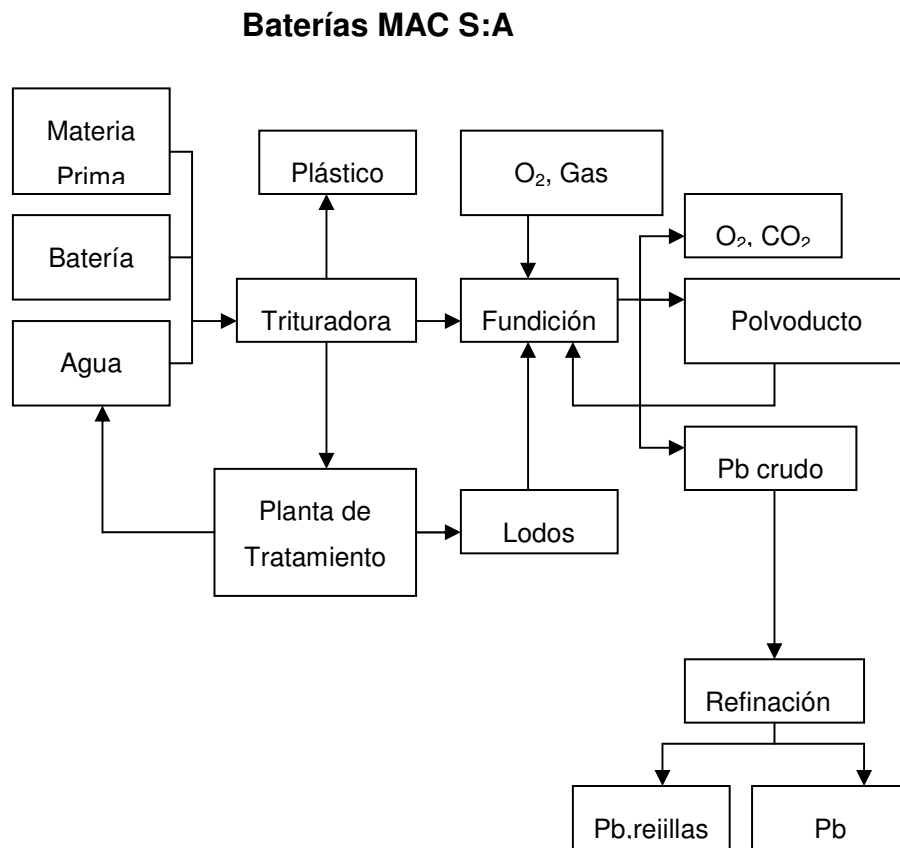 Baterías MAC S:A
Materia
Prima
Plástico
O₂, Gas
O₂, CO₂
Batería
Trituradora
Fundición
Polvoducto
Agua
Pb crudo
Planta de
Tratamiento
Lodos
Refinación
Pb.rejillas
Pb